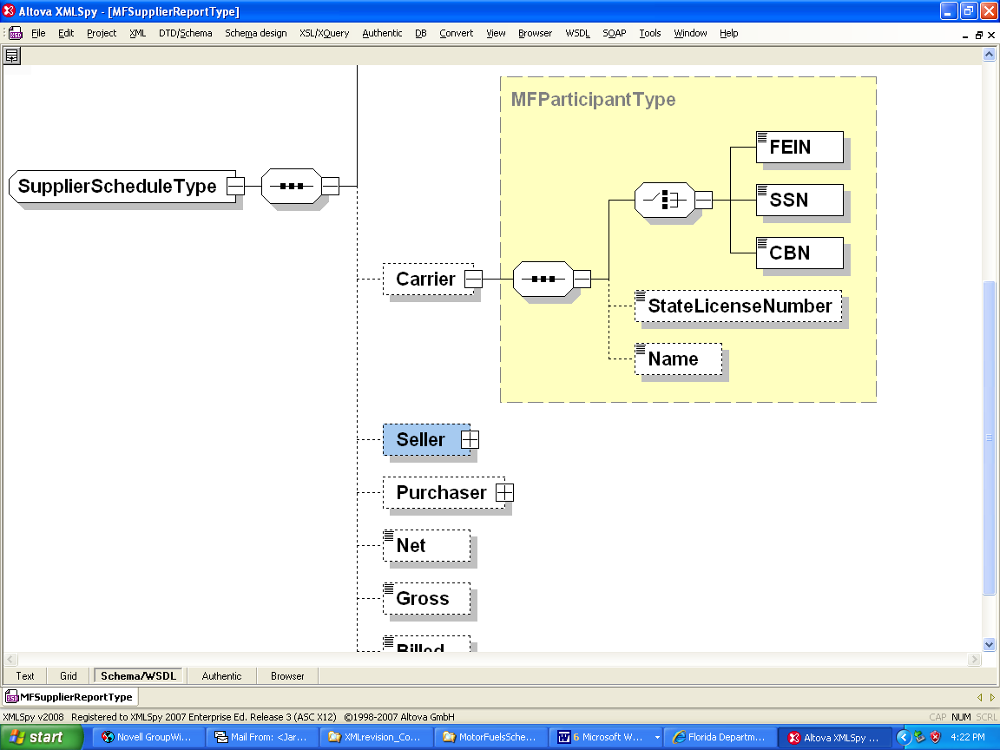 Altova XMLSpy - [MFSupplierReportType]
File Edit Project XML DTD/Schema Schema design XSL/XQuery Authentic DB Convert View Browser WSDL SOAP Tools Window Help
MFParticipantType
FEIN
SupplierScheduleType
SSN
CBN
Carrier
StateLicenseNumber
Name
Seller
Purchaser
Net
Gross
Billed
Text Grid Schema/WSDL Authentic Browser
MFSupplierReportType
XMLSpy v2008 Registered to XMLSpy 2007 Enterprise Ed. Release 3 (ASC X12) ©1998-2007 Altova GmbH CAP NUM SCRL
start Novell GroupWi... Mail From: <Jar... XMLrevision_Co... MotorFuelsSche... 6 Microsoft W... Florida Departm... Altova XMLSpy ... 4:22 PM